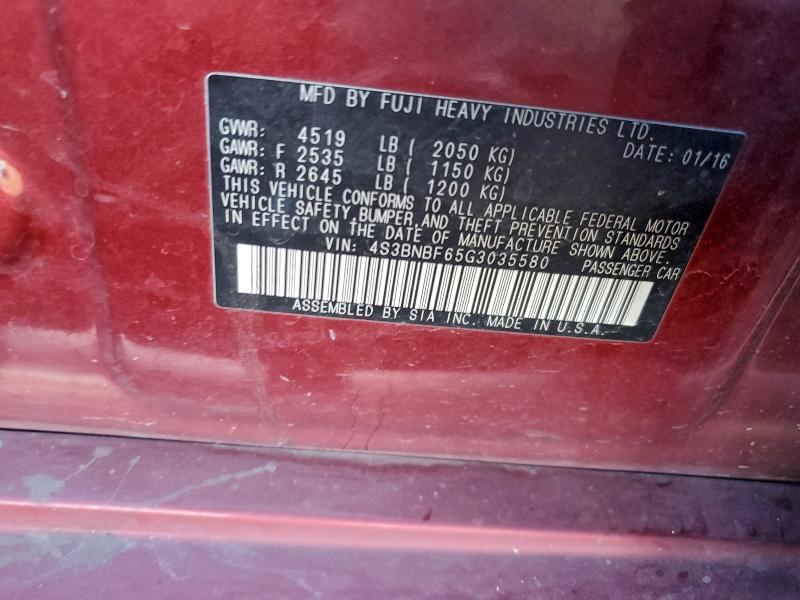 MFD BY FUJI HEAVY INDUSTRIES LTD.
GVWR: 4519 LB ( 2050 KG) DATE: 01/16
GAWR: F 2535 LB ( 1150 KG)
GAWR: R 2645 LB ( 1200 KG)
THIS VEHICLE CONFORMS TO ALL APPLICABLE FEDERAL MOTOR
VEHICLE SAFETY, BUMPER, AND THEFT PREVENTION STANDARDS
IN EFFECT ON THE DATE OF MANUFACTURE SHOWN ABOVE.
VIN: 4S3BNBF65G3035580 PASSENGER CAR
ASSEMBLED BY SIA INC. MADE IN U.S.A.